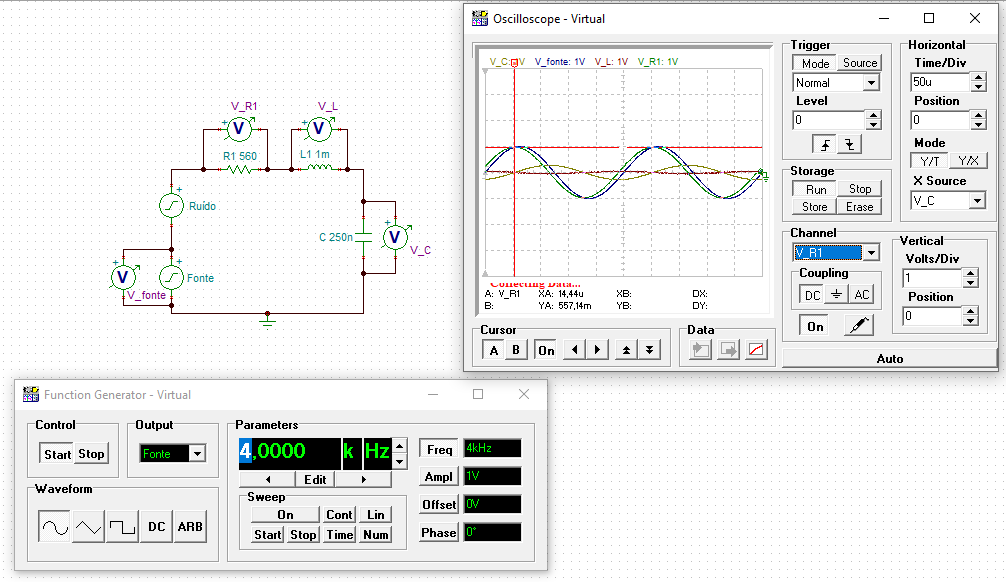 V_R1
V_L
V
V
R1 560
L1 1m
Ruído
C 250n
V
V_C
V
Fonte
V_fonte
Oscilloscope - Virtual
V_fonte: 1V V_L: 1V V_R1: 1V
Collecting Data...
A: V_R1 XA: 14,44u XB: DX:
B: YA: 557,14m YB: DY:
Cursor
A B On
Data
Trigger
Mode Source
Normal
Level
0
Storage
Run Stop
Store Erase
Horizontal
Time/Div
50u
Position
0
Mode
Y/T Y/X
X Source
V_C
Channel
V_R1
Coupling
DC AC
On
Vertical
Volts/Div
1
Position
0
Auto
Function Generator - Virtual
Control
Start Stop
Output
Fonte
Waveform
DC ARB
Parameters
4,0000 k Hz
Edit
Sweep
On Cont Lin
Start Stop Time Num
Freq 4kHz
Ampl 1V
Offset 0V
Phase 0°